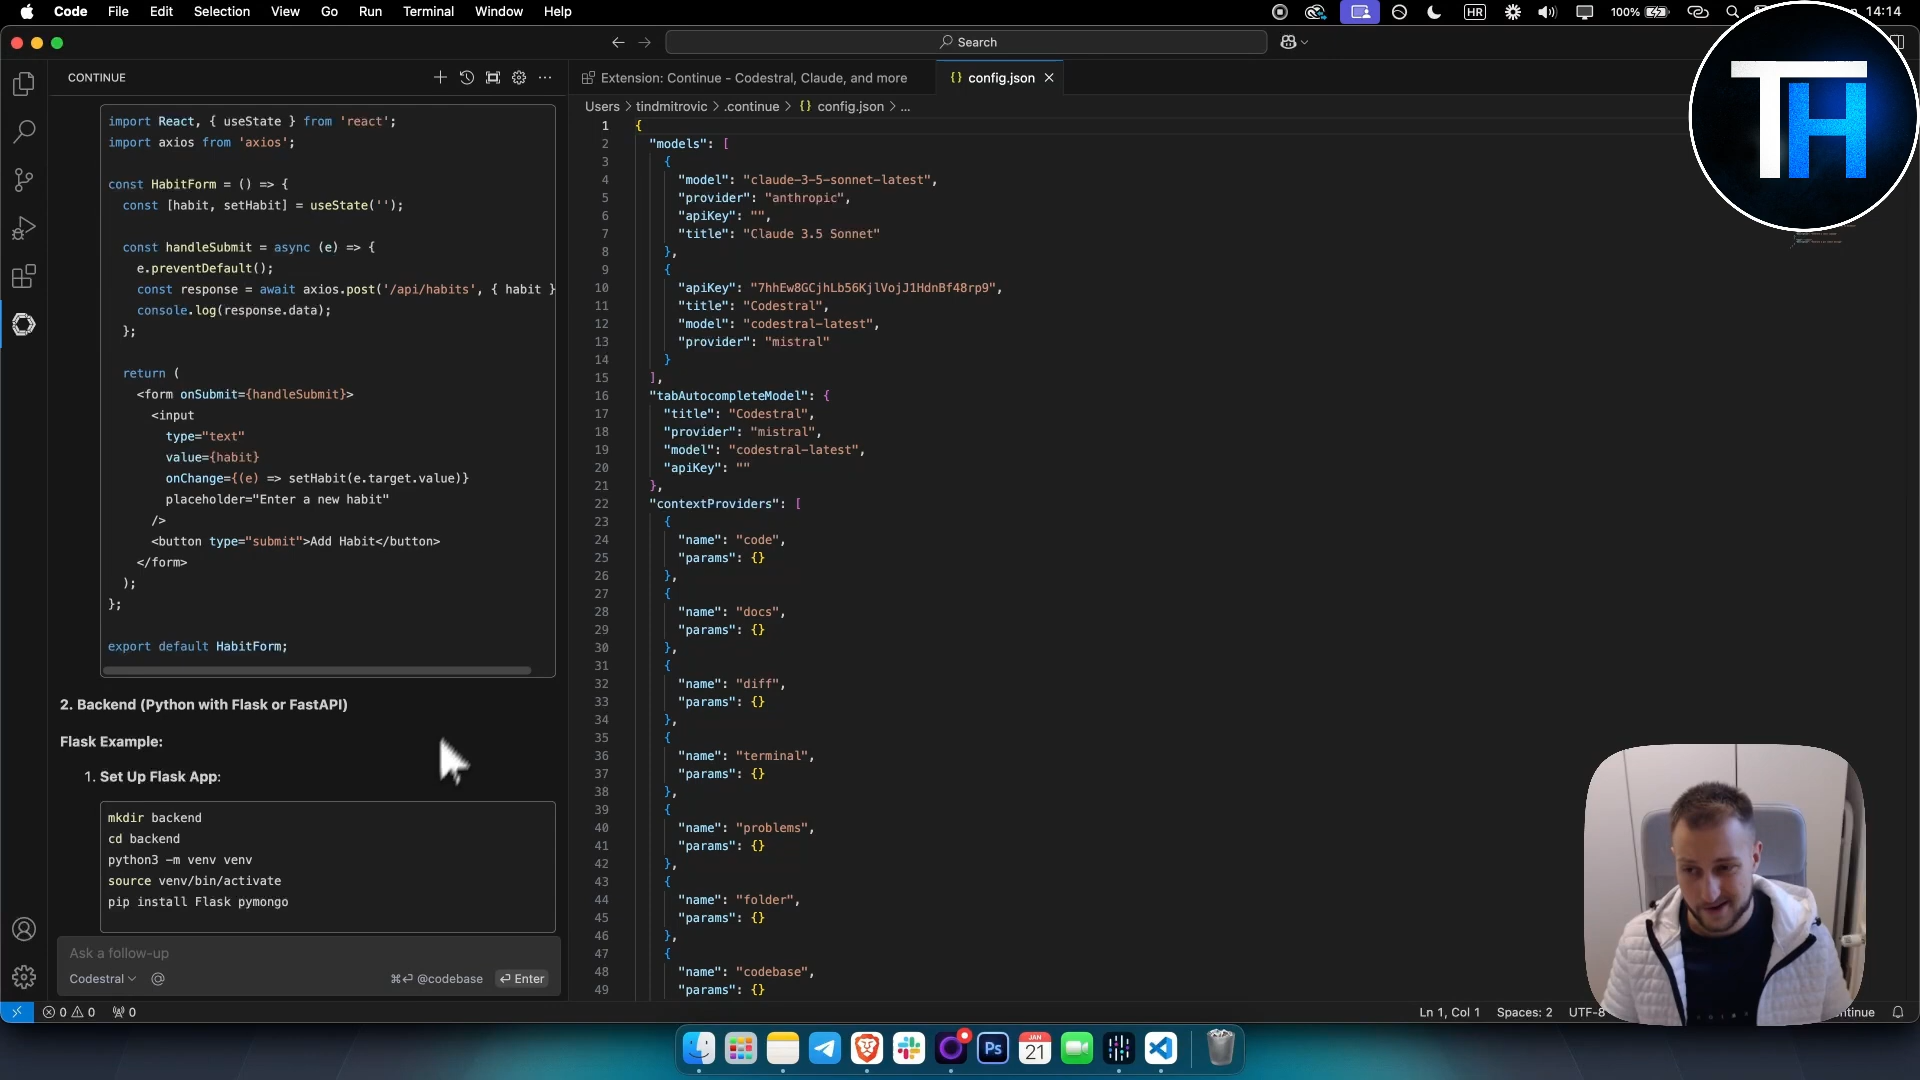 Code File Edit Selection View Go Run Terminal Window Help
HR 100% 14:14
Search
CONTINUE
Extension: Continue - Codestral, Claude, and more
{} config.json
Users > tindmitrovic > .continue > {} config.json > ...
TH
import React, { useState } from 'react';
import axios from 'axios';
const HabitForm = () => {
const [habit, setHabit] = useState('');
const handleSubmit = async (e) => {
e.preventDefault();
const response = await axios.post('/api/habits', { habit }
console.log(response.data);
};
return (
<form onSubmit={handleSubmit}>
<input
type="text"
value={habit}
onChange={(e) => setHabit(e.target.value)}
placeholder="Enter a new habit"
/>
<button type="submit">Add Habit</button>
</form>
);
};
export default HabitForm;
2. Backend (Python with Flask or FastAPI)
Flask Example:
1. Set Up Flask App:
mkdir backend
cd backend
python3 -m venv venv
source venv/bin/activate
pip install Flask pymongo
Ask a follow-up
Codestral @ ⌘⏎ @codebase ⏎ Enter
1 {
2 "models": [
3 {
4 "model": "claude-3-5-sonnet-latest",
5 "provider": "anthropic",
6 "apiKey": "",
7 "title": "Claude 3.5 Sonnet"
8 },
9 {
10 "apiKey": "7hhEw8GCjhLb56KjlVojJ1HdnBf48rp9",
11 "title": "Codestral",
12 "model": "codestral-latest",
13 "provider": "mistral"
14 }
15 ],
16 "tabAutocompleteModel": {
17 "title": "Codestral",
18 "provider": "mistral",
19 "model": "codestral-latest",
20 "apiKey": ""
21 },
22 "contextProviders": [
23 {
24 "name": "code",
25 "params": {}
26 },
27 {
28 "name": "docs",
29 "params": {}
30 },
31 {
32 "name": "diff",
33 "params": {}
34 },
35 {
36 "name": "terminal",
37 "params": {}
38 },
39 {
40 "name": "problems",
41 "params": {}
42 },
43 {
44 "name": "folder",
45 "params": {}
46 },
47 {
48 "name": "codebase",
49 "params": {}
0 0 0
Ln 1, Col 1 Spaces: 2 UTF-8 ntinue
Ps
JAN
21